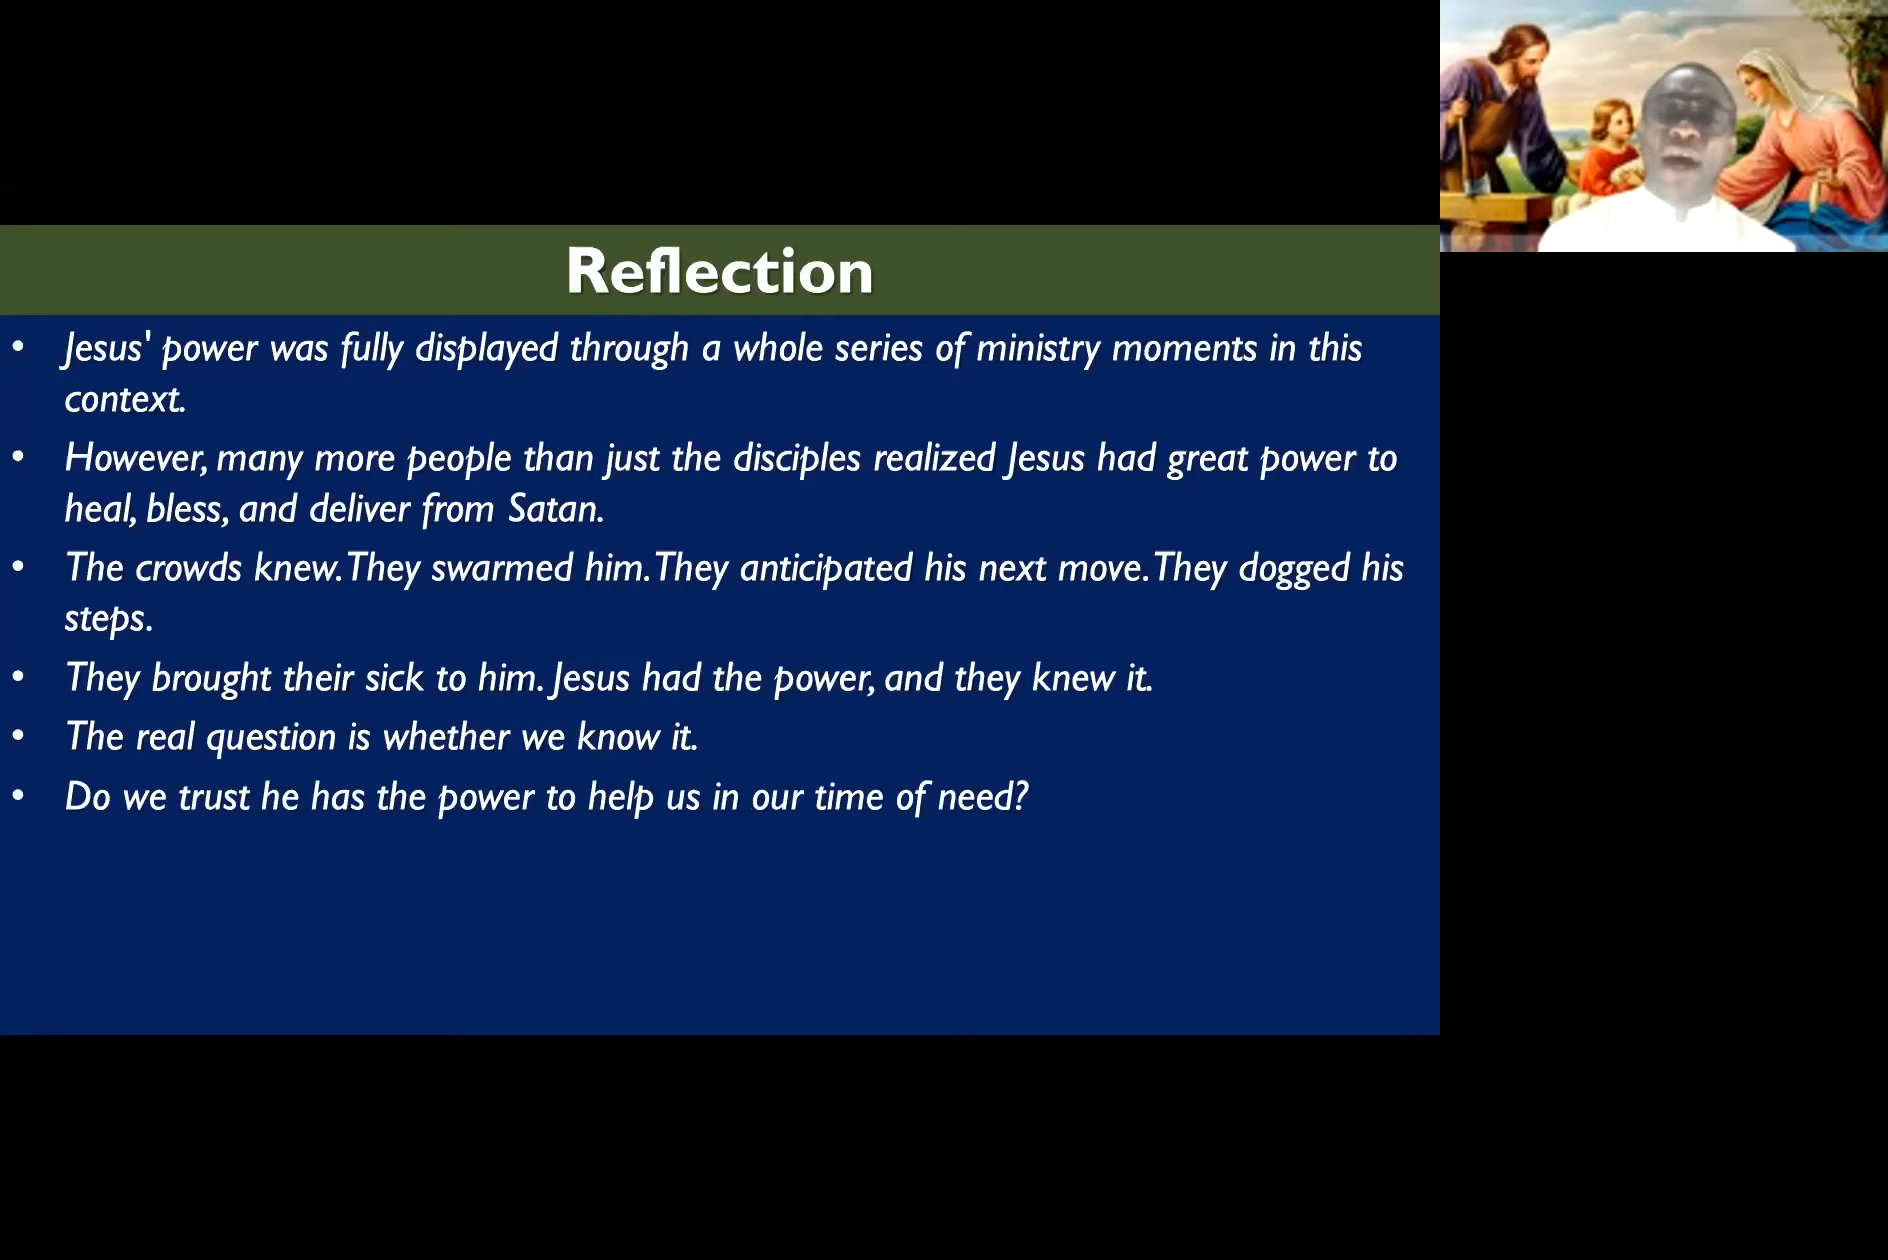 Reflection
• Jesus' power was fully displayed through a whole series of ministry moments in this
context.
• However, many more people than just the disciples realized Jesus had great power to
heal, bless, and deliver from Satan.
• The crowds knew. They swarmed him. They anticipated his next move. They dogged his
steps.
• They brought their sick to him. Jesus had the power, and they knew it.
• The real question is whether we know it.
• Do we trust he has the power to help us in our time of need?